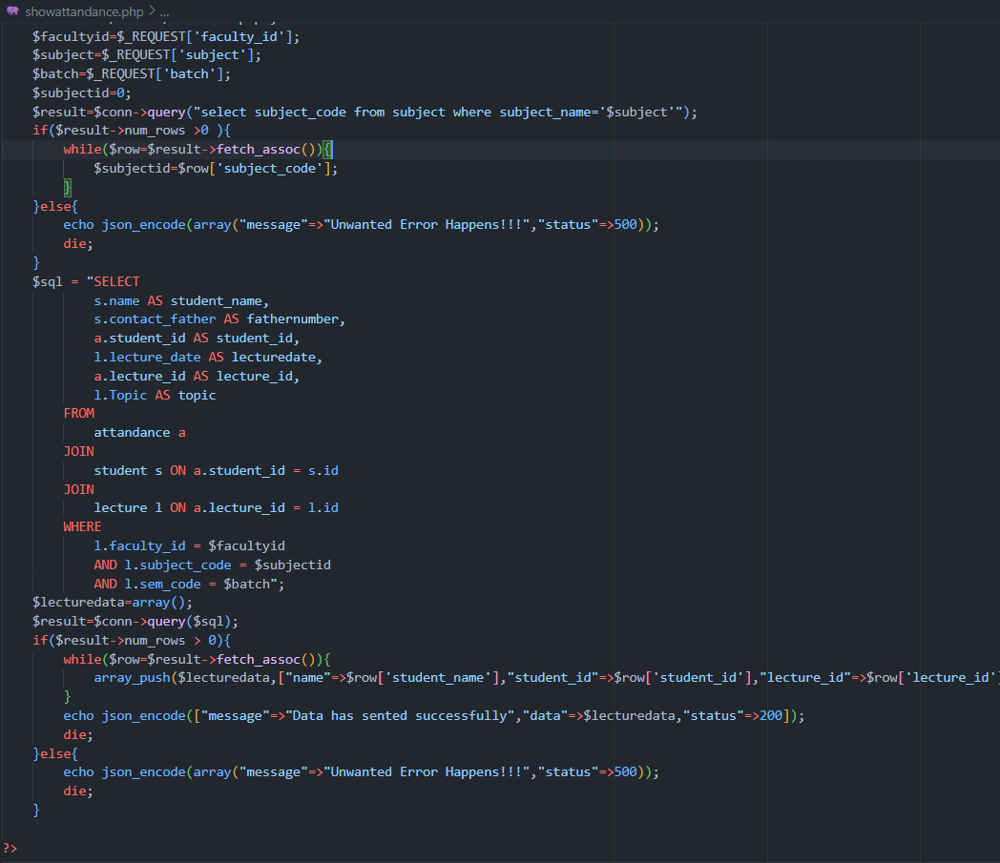 showattandance.php > ...
$facultyid=$_REQUEST['faculty_id'];
$subject=$_REQUEST['subject'];
$batch=$_REQUEST['batch'];
$subjectid=0;
$result=$conn->query("select subject_code from subject where subject_name='$subject'");
if($result->num_rows >0 ){
while($row=$result->fetch_assoc()){
$subjectid=$row['subject_code'];
}
}else{
echo json_encode(array("message"=>"Unwanted Error Happens!!!","status"=>500));
die;
}
$sql = "SELECT
s.name AS student_name,
s.contact_father AS fathernumber,
a.student_id AS student_id,
l.lecture_date AS lecturedate,
a.lecture_id AS lecture_id,
l.Topic AS topic
FROM
attandance a
JOIN
student s ON a.student_id = s.id
JOIN
lecture l ON a.lecture_id = l.id
WHERE
l.faculty_id = $facultyid
AND l.subject_code = $subjectid
AND l.sem_code = $batch";
$lecturedata=array();
$result=$conn->query($sql);
if($result->num_rows > 0){
while($row=$result->fetch_assoc()){
array_push($lecturedata,["name"=>$row['student_name'],"student_id"=>$row['student_id'],"lecture_id"=>$row['lecture_id']
}
echo json_encode(["message"=>"Data has sented successfully","data"=>$lecturedata,"status"=>200]);
die;
}else{
echo json_encode(array("message"=>"Unwanted Error Happens!!!","status"=>500));
die;
}
?>